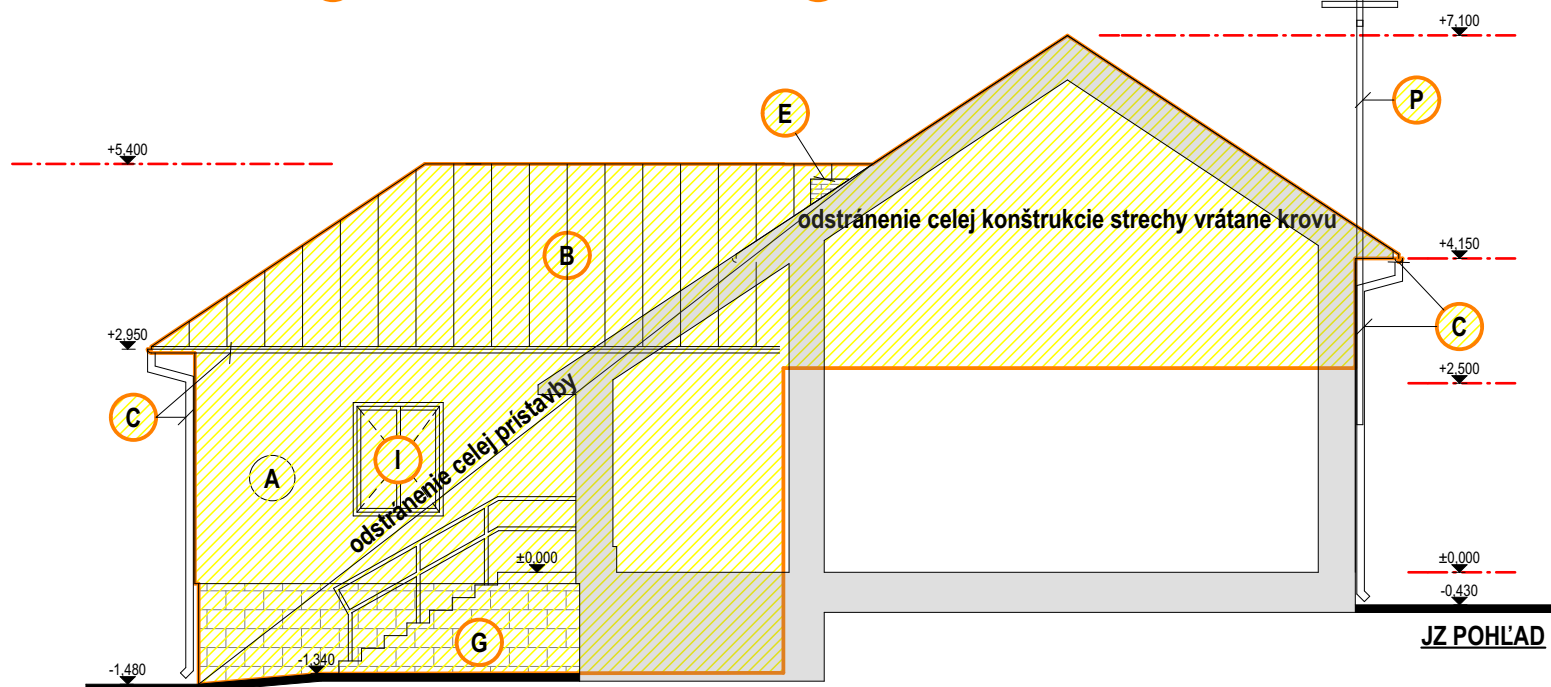 +7,100
P
E
+5,400
odstránenie celej konštrukcie strechy vrátane krovu
B
+4,150
C
+2,950
+2,500
odstránenie celej prístavby
C
I
A
±0,000
±0,000
-0,430
G
JZ POHĽAD
-1,340
-1,480